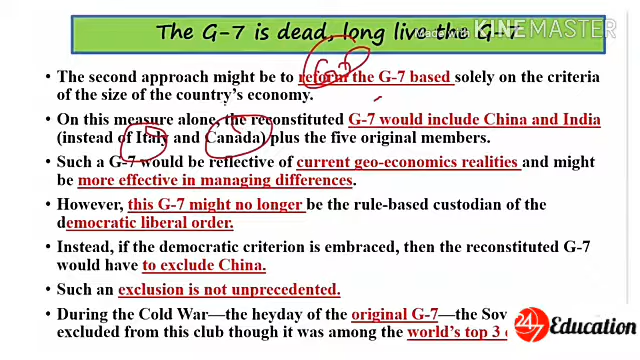 The G-7 is dead, long live the G-7
Made with KINEMASTER
• The second approach might be to reform the G-7 based solely on the criteria
of the size of the country's economy.
• On this measure alone, the reconstituted G-7 would include China and India
(instead of Italy and Canada) plus the five original members.
• Such a G-7 would be reflective of current geo-economics realities and might
be more effective in managing differences.
• However, this G-7 might no longer be the rule-based custodian of the
democratic liberal order.
• Instead, if the democratic criterion is embraced, then the reconstituted G-7
would have to exclude China.
• Such an exclusion is not unprecedented.
• During the Cold War—the heyday of the original G-7—the Sov
excluded from this club though it was among the world's top 3
24/7 Education